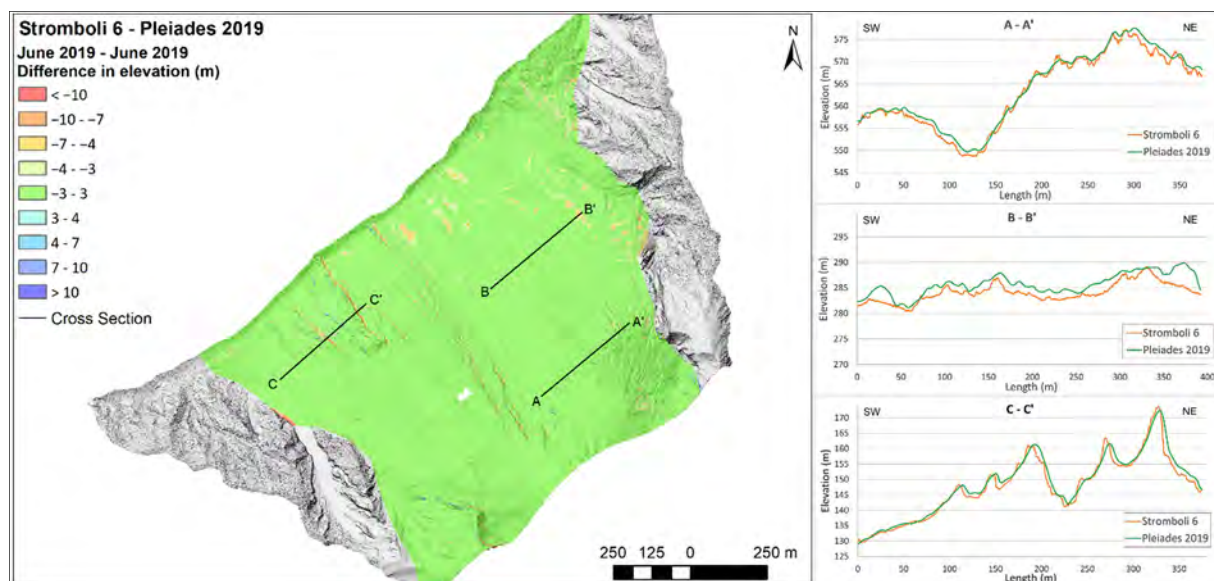 Stromboli 6 - Pleiades 2019
June 2019 - June 2019
Difference in elevation (m)
< −10
−10 - −7
−7 - −4
−4 - −3
−3 - 3
3 - 4
4 - 7
7 - 10
> 10
Cross Section
N
B'
B
C'
C
A'
A
250 125 0 250 m
SW A - A' NE
Elevation (m)
575
570
565
560
555
550
545
0 50 100 150 200 250 300 350
Length (m)
Stromboli 6
Pleiades 2019
SW B - B' NE
Elevation (m)
295
290
285
280
275
270
0 50 100 150 200 250 300 350 400
Length (m)
Stromboli 6
Pleiades 2019
SW C - C' NE
Elevation (m)
170
165
160
155
150
145
140
135
130
125
0 50 100 150 200 250 300 350
Length (m)
Stromboli 6
Pleiades 2019